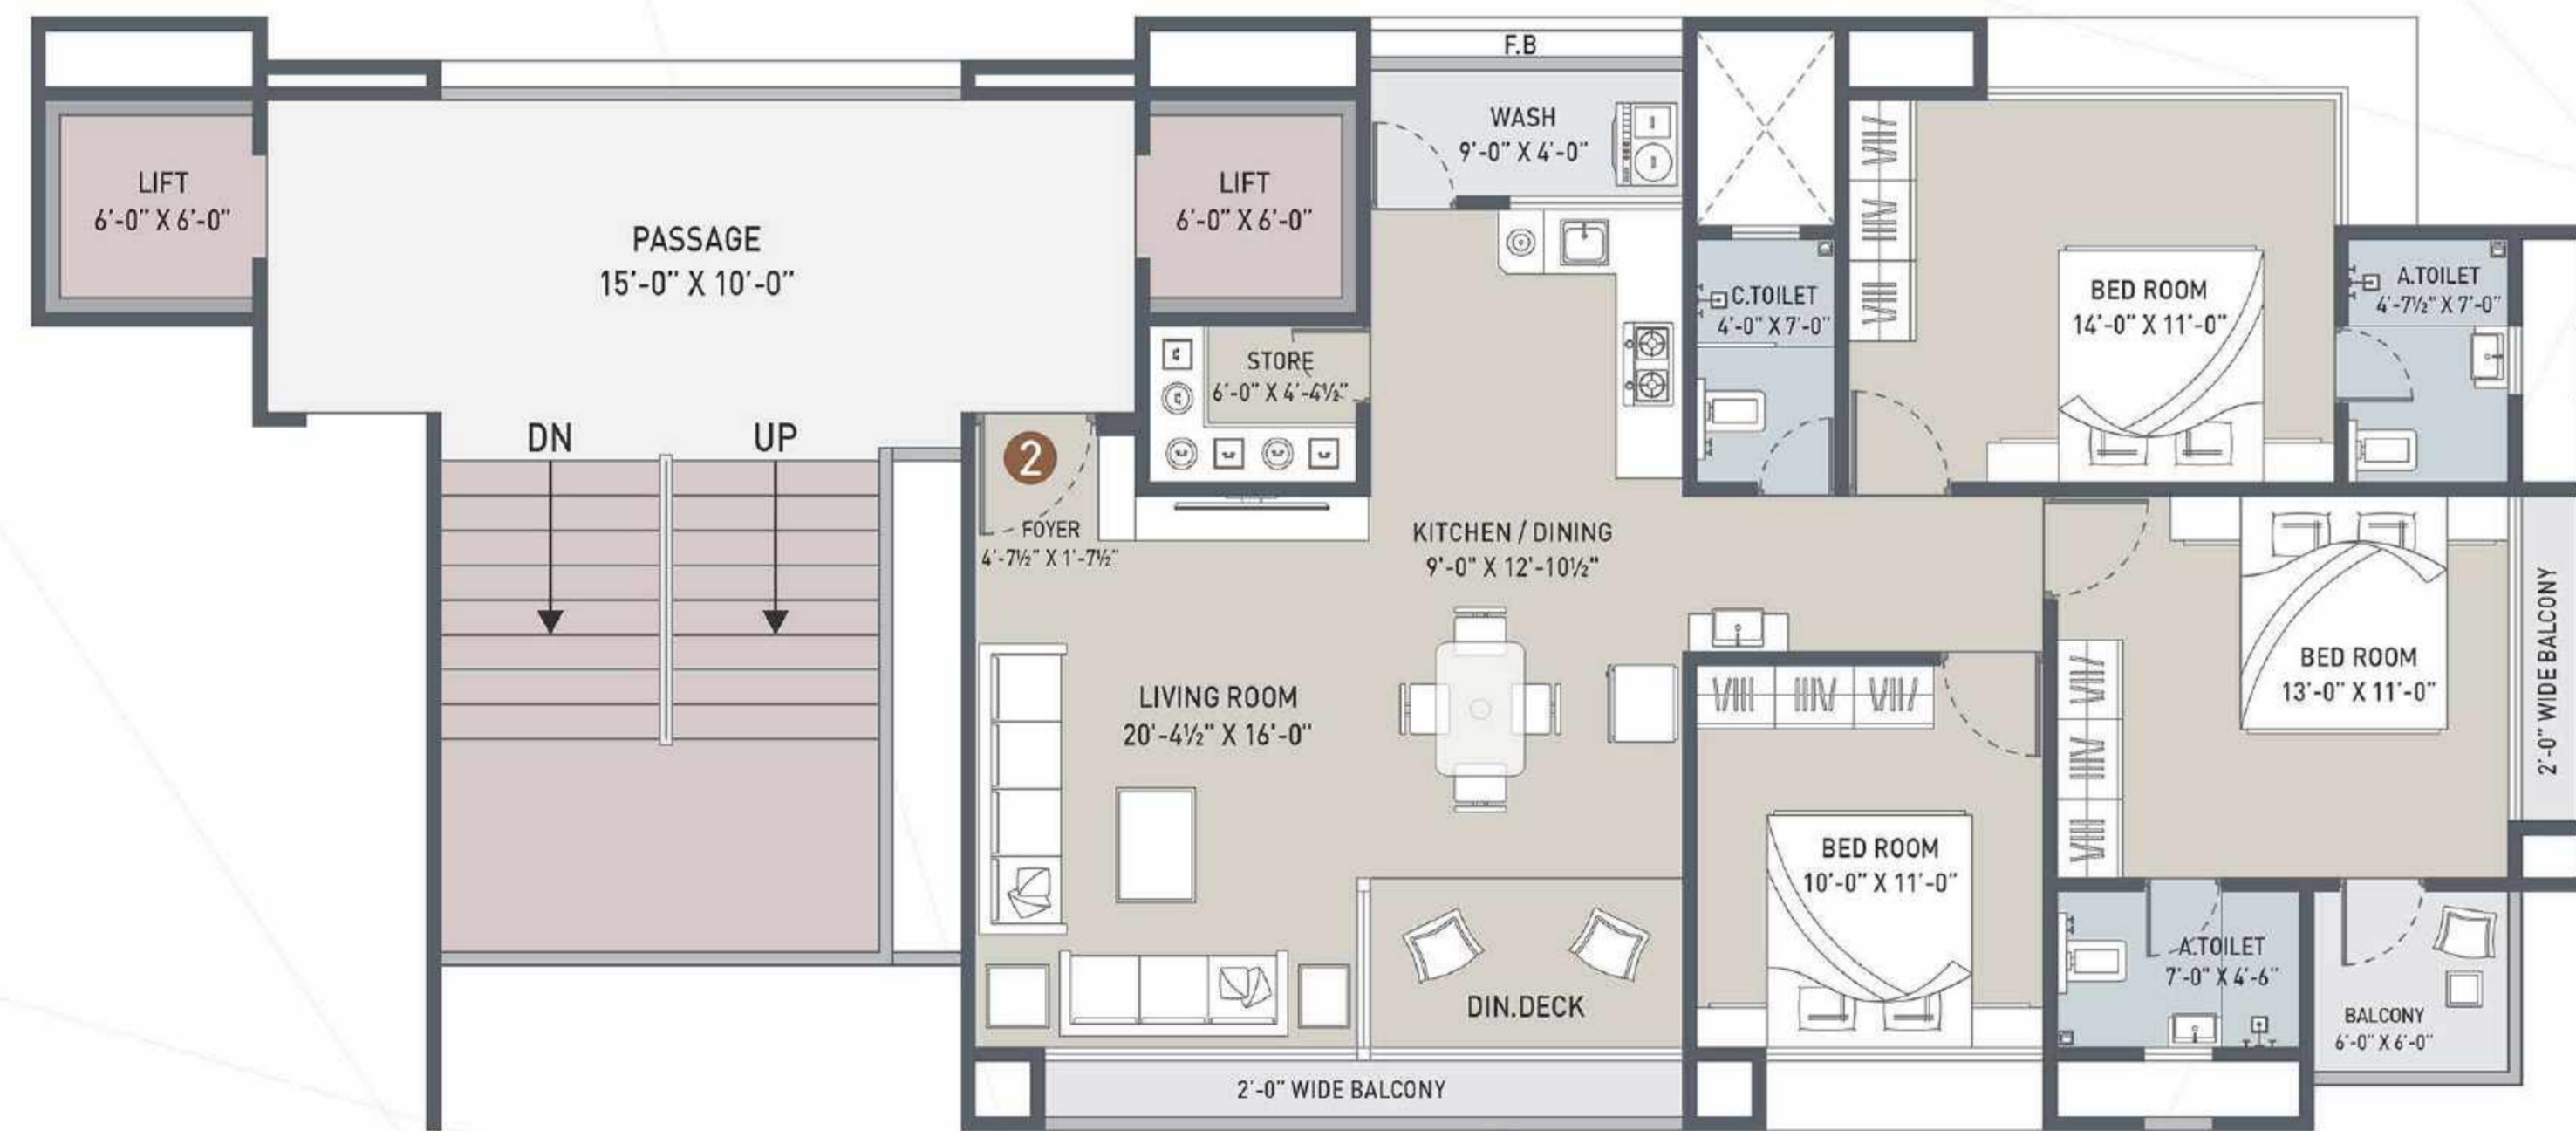 F.B
WASH
9'-0" X 4'-0"
LIFT
6'-0" X 6'-0"
PASSAGE
15'-0" X 10'-0"
LIFT
6'-0" X 6'-0"
C.TOILET
4'-0" X 7'-0"
BED ROOM
14'-0" X 11'-0"
A.TOILET
4'-7½" X 7'-0"
STORE
6'-0" X 4'-4½"
DN
UP
2
FOYER
4'-7½" X 1'-7½"
KITCHEN / DINING
9'-0" X 12'-10½"
LIVING ROOM
20'-4½" X 16'-0"
BED ROOM
13'-0" X 11'-0"
2'-0" WIDE BALCONY
BED ROOM
10'-0" X 11'-0"
DIN.DECK
A.TOILET
7'-0" X 4'-6"
BALCONY
6'-0" X 6'-0"
2'-0" WIDE BALCONY